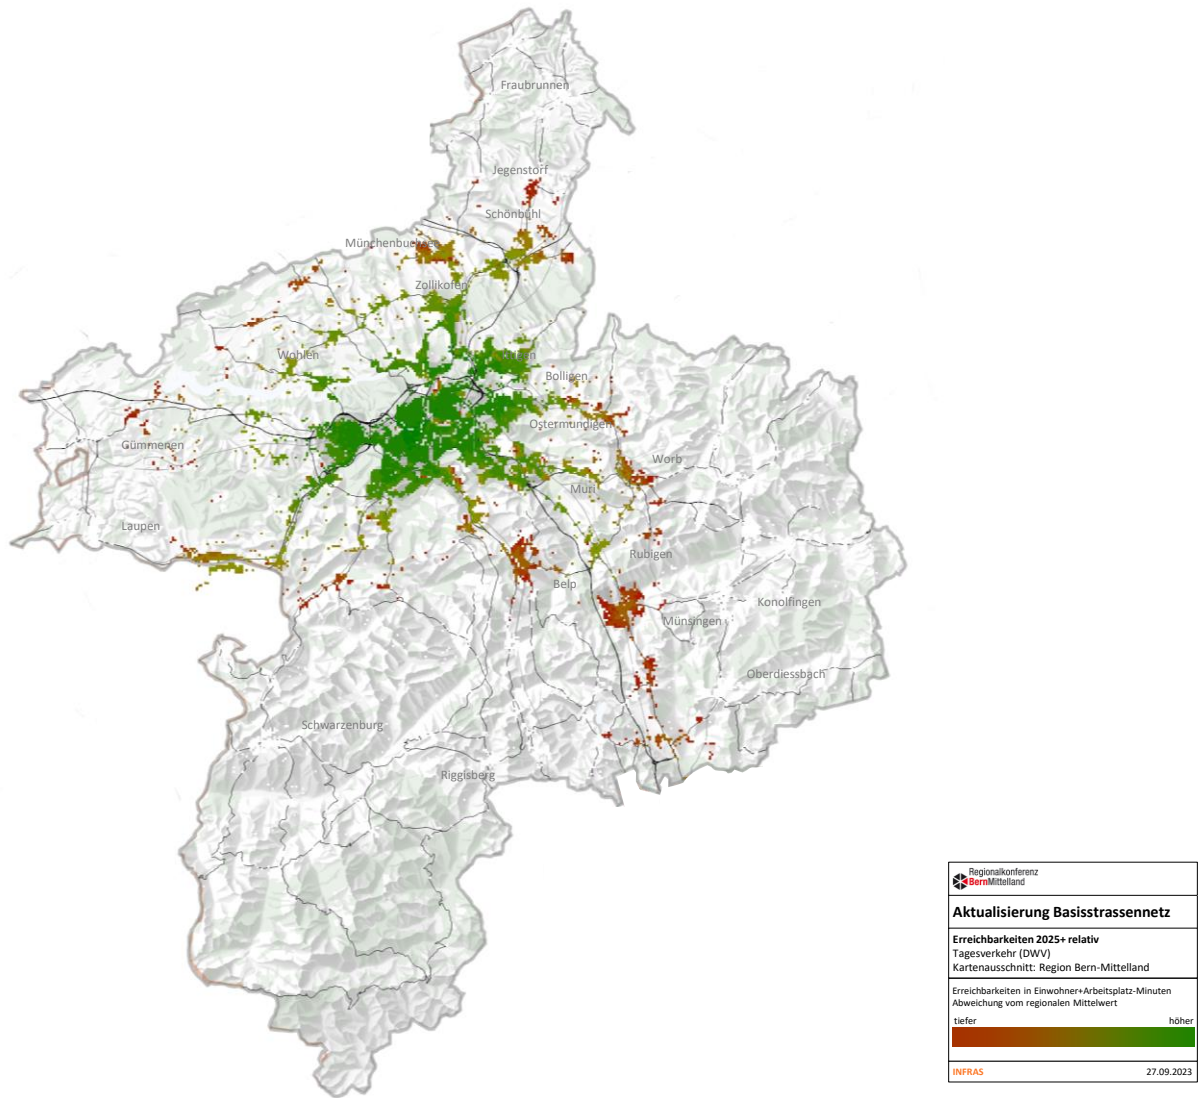 Fraubrunnen
Jegenstorf
Schönbühl
Münchenbuchsee
Zollikofen
Wohlen
Ittigen
Bolligen
Ostermundigen
Gümmenen
Worb
Muri
Laupen
Rubigen
Belp
Konolfingen
Münsingen
Oberdiessbach
Schwarzenburg
Riggisberg
Regionalkonferenz
BernMittelland
Aktualisierung Basisstrassennetz
Erreichbarkeiten 2025+ relativ
Tagesverkehr (DWV)
Kartenausschnitt: Region Bern-Mittelland
Erreichbarkeiten in Einwohner+Arbeitsplatz-Minuten
Abweichung vom regionalen Mittelwert
tiefer höher
INFRAS 27.09.2023